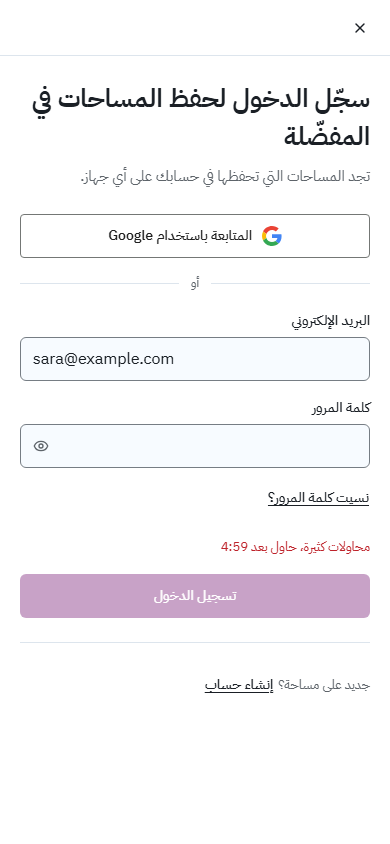 سجّل الدخول لحفظ المساحات في
المفضّلة
تجد المساحات التي تحفظها في حسابك على أي جهاز.
المتابعة باستخدام Google
أو
البريد الإلكتروني
sara@example.com
كلمة المرور
نسيت كلمة المرور؟
محاولات كثيرة، حاول بعد 4:59
تسجيل الدخول
جديد على مساحة؟ إنشاء حساب